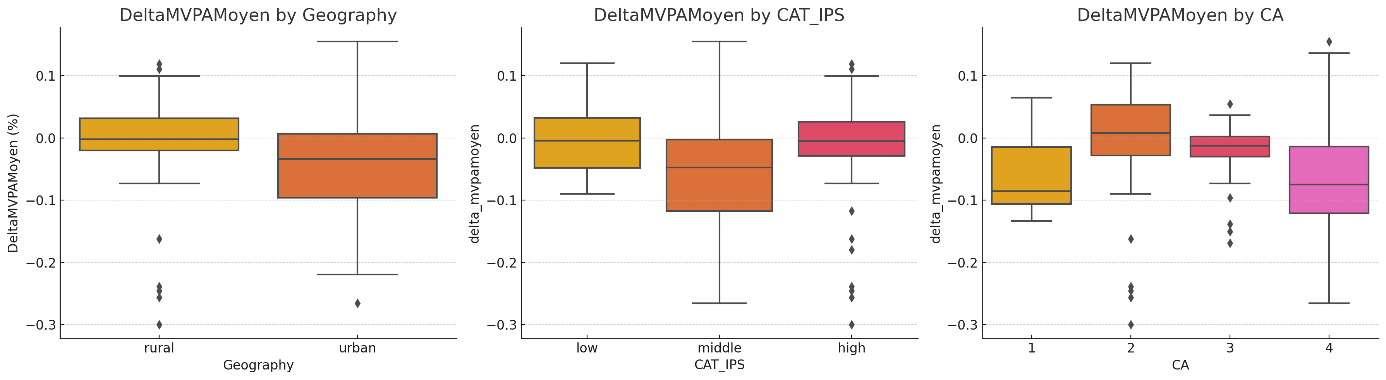 DeltaMVPAMoyen by Geography
DeltaMVPAMoyen (%)
0.1
0.0
−0.1
−0.2
−0.3
rural
urban
Geography
DeltaMVPAMoyen by CAT_IPS
delta_mvpamoyen
0.1
0.0
−0.1
−0.2
−0.3
low
middle
high
CAT_IPS
DeltaMVPAMoyen by CA
delta_mvpamoyen
0.1
0.0
−0.1
−0.2
−0.3
1
2
3
4
CA